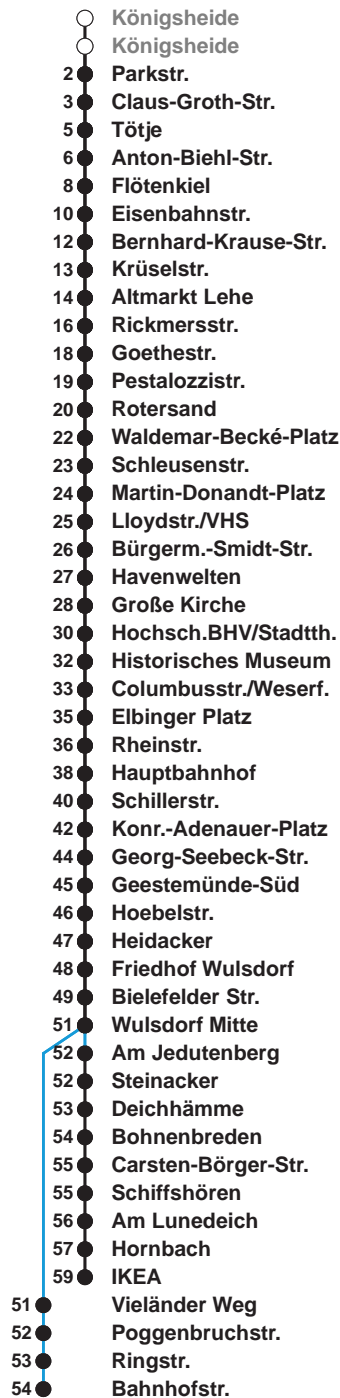 Königsheide
Königsheide
2 Parkstr.
3 Claus-Groth-Str.
5 Tötje
6 Anton-Biehl-Str.
8 Flötenkiel
10 Eisenbahnstr.
12 Bernhard-Krause-Str.
13 Krüselstr.
14 Altmarkt Lehe
16 Rickmersstr.
18 Goethestr.
19 Pestalozzistr.
20 Rotersand
22 Waldemar-Becké-Platz
23 Schleusenstr.
24 Martin-Donandt-Platz
25 Lloydstr./VHS
26 Bürgerm.-Smidt-Str.
27 Havenwelten
28 Große Kirche
30 Hochsch.BHV/Stadtth.
32 Historisches Museum
33 Columbusstr./Weserf.
35 Elbinger Platz
36 Rheinstr.
38 Hauptbahnhof
40 Schillerstr.
42 Konr.-Adenauer-Platz
44 Georg-Seebeck-Str.
45 Geestemünde-Süd
46 Hoebelstr.
47 Heidacker
48 Friedhof Wulsdorf
49 Bielefelder Str.
51 Wulsdorf Mitte
52 Am Jedutenberg
52 Steinacker
53 Deichhämme
54 Bohnenbreden
55 Carsten-Börger-Str.
55 Schiffshören
56 Am Lunedeich
57 Hornbach
59 IKEA
51 Vieländer Weg
52 Poggenbruchstr.
53 Ringstr.
54 Bahnhofstr.